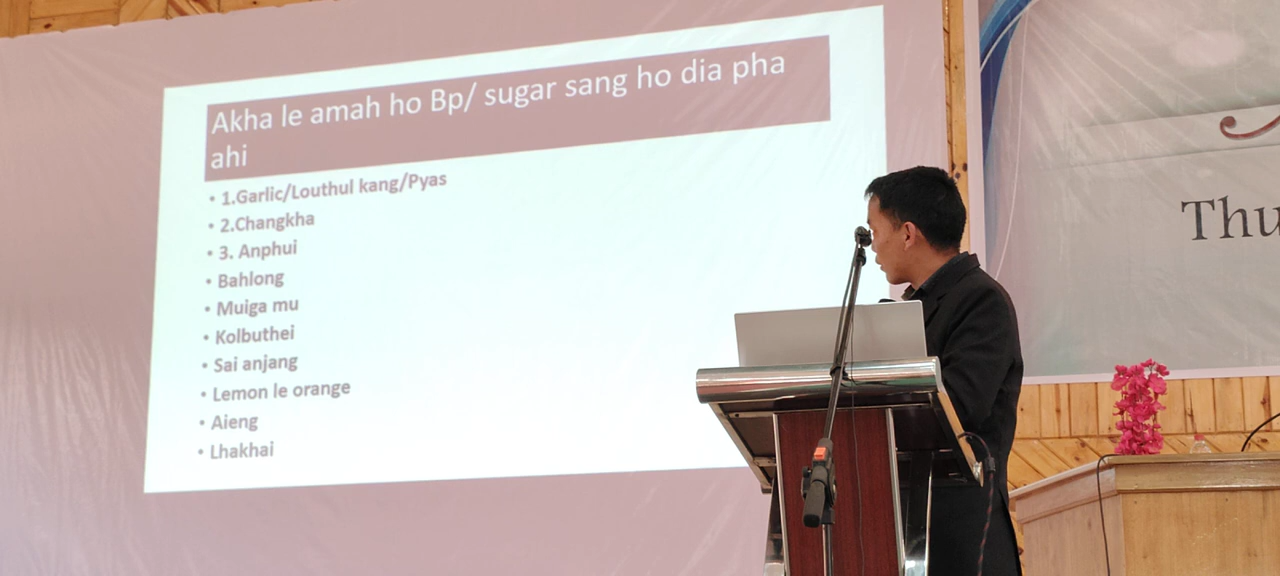 Akha le amah ho Bp/ sugar sang ho dia pha
ahi
• 1.Garlic/Louthul kang/Pyas
• 2.Changkha
• 3. Anphui
• Bahlong
• Muiga mu
• Kolbuthei
• Sai anjang
• Lemon le orange
• Aieng
• Lhakhai
Thu